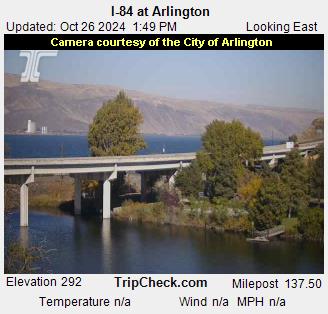 I-84 at Arlington
Updated: Oct 26 2024 1:49 PM Looking East
Camera courtesy of the City of Arlington
Elevation 292 TripCheck.com Milepost 137.50
Temperature n/a Wind n/a MPH n/a